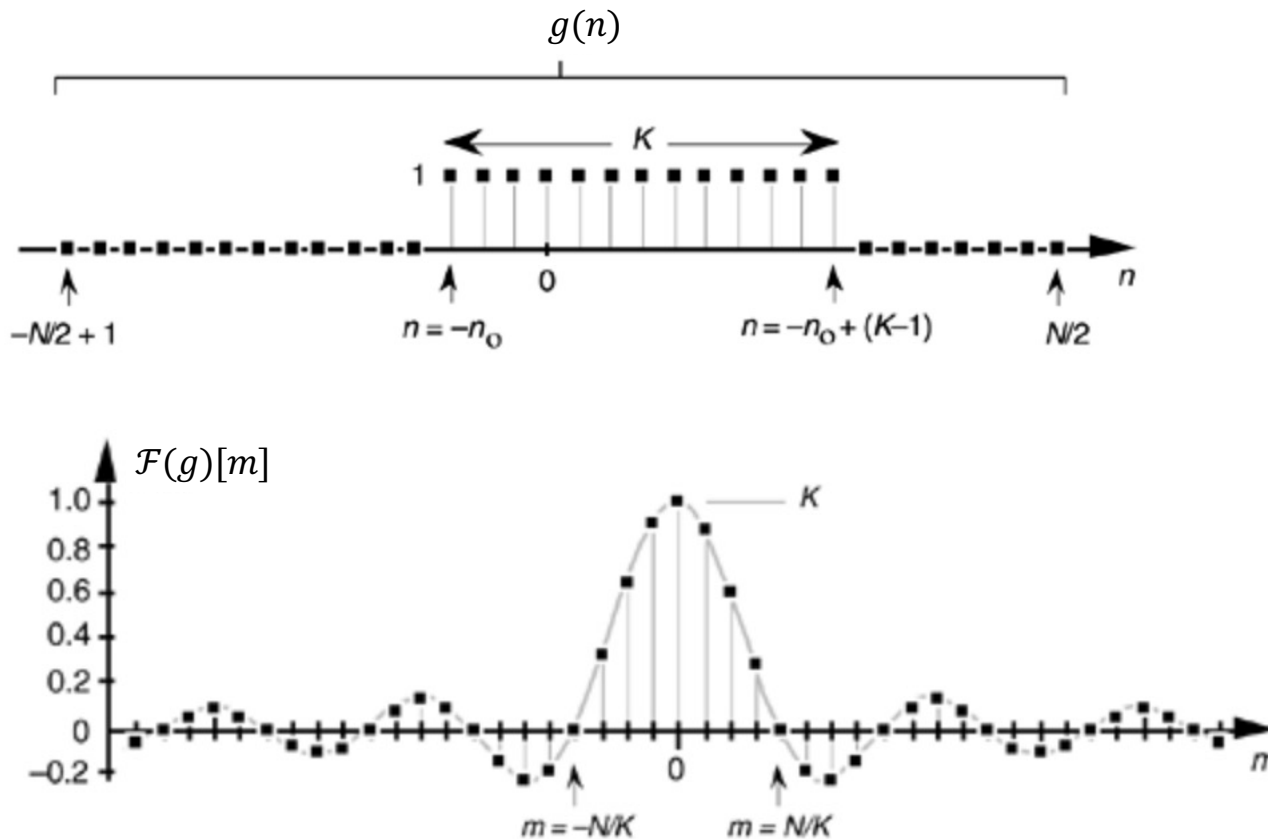 g(n)
K
1
0
n
–N/2 + 1
n = –n₀
n = –n₀ + (K–1)
N/2
ℱ(g)[m]
1.0
K
0.8
0.6
0.4
0.2
0
–0.2
0
m
m = –N/K
m = N/K